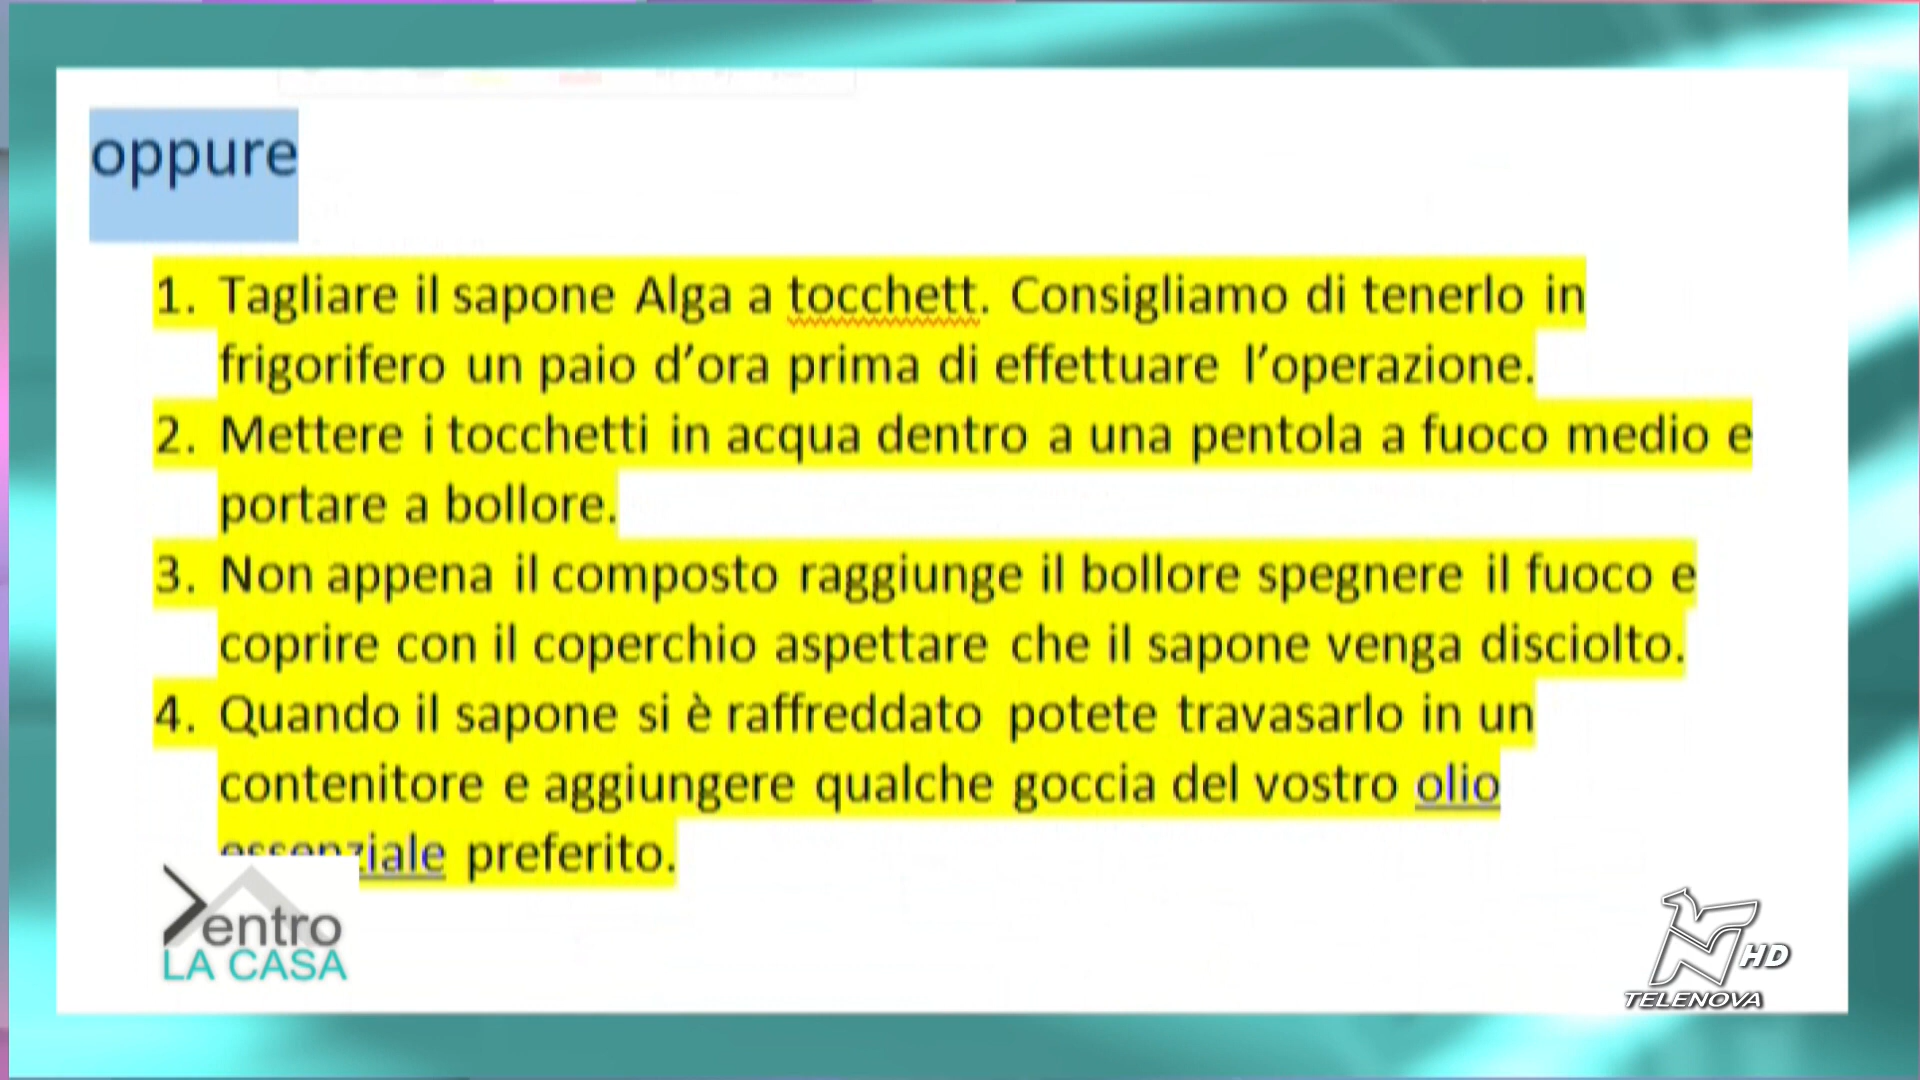 oppure
1. Tagliare il sapone Alga a tocchett. Consigliamo di tenerlo in
frigorifero un paio d’ora prima di effettuare l’operazione.
2. Mettere i tocchetti in acqua dentro a una pentola a fuoco medio e
portare a bollore.
3. Non appena il composto raggiunge il bollore spegnere il fuoco e
coprire con il coperchio aspettare che il sapone venga disciolto.
4. Quando il sapone si è raffreddato potete travasarlo in un
contenitore e aggiungere qualche goccia del vostro olio
essenziale preferito.
Dentro
LA CASA
HD
TELENOVA